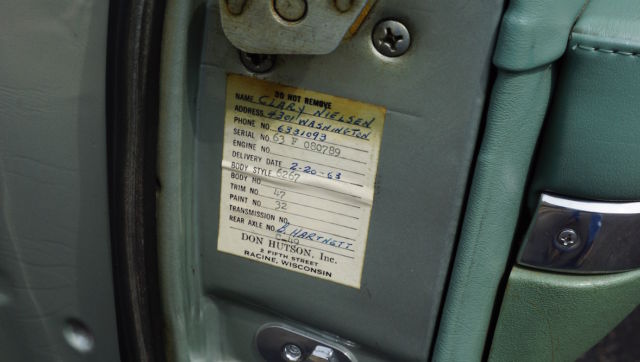 DO NOT REMOVE
NAME CLARY NIELSEN
ADDRESS 4301 WASHINGTON
PHONE NO. 6331093
SERIAL NO. 63 F 080789
ENGINE NO.
DELIVERY DATE 2-20-63
BODY STYLE 6267
BODY NO.
TRIM NO. 47
PAINT NO. 32
TRANSMISSION NO.
REAR AXLE NO. B HARTNETT
DON HUTSON, Inc.
2 FIFTH STREET
RACINE, WISCONSIN